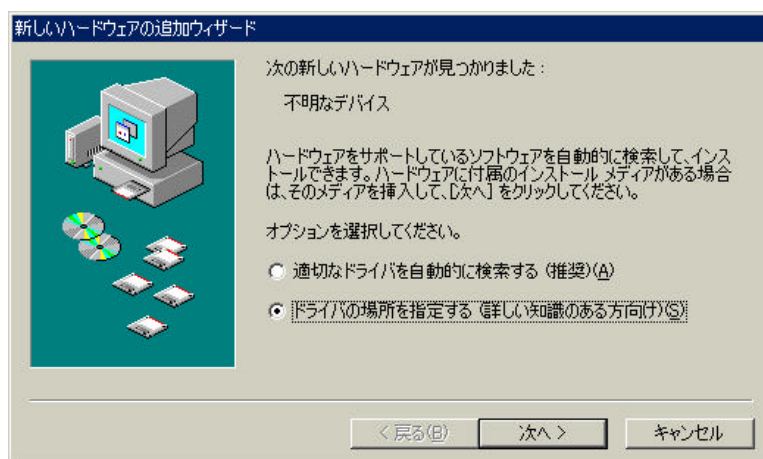 新しいハードウェアの追加ウィザード
次の新しいハードウェアが見つかりました：
不明なデバイス
ハードウェアをサポートしているソフトウェアを自動的に検索して、インス
トールできます。ハードウェアに付属のインストール メディアがある場合
は、そのメディアを挿入して、[次へ] をクリックしてください。
オプションを選択してください。
適切なドライバを自動的に検索する (推奨)(A)
ドライバの場所を指定する (詳しい知識のある方向け)(S)
< 戻る(B)
次へ >
キャンセル